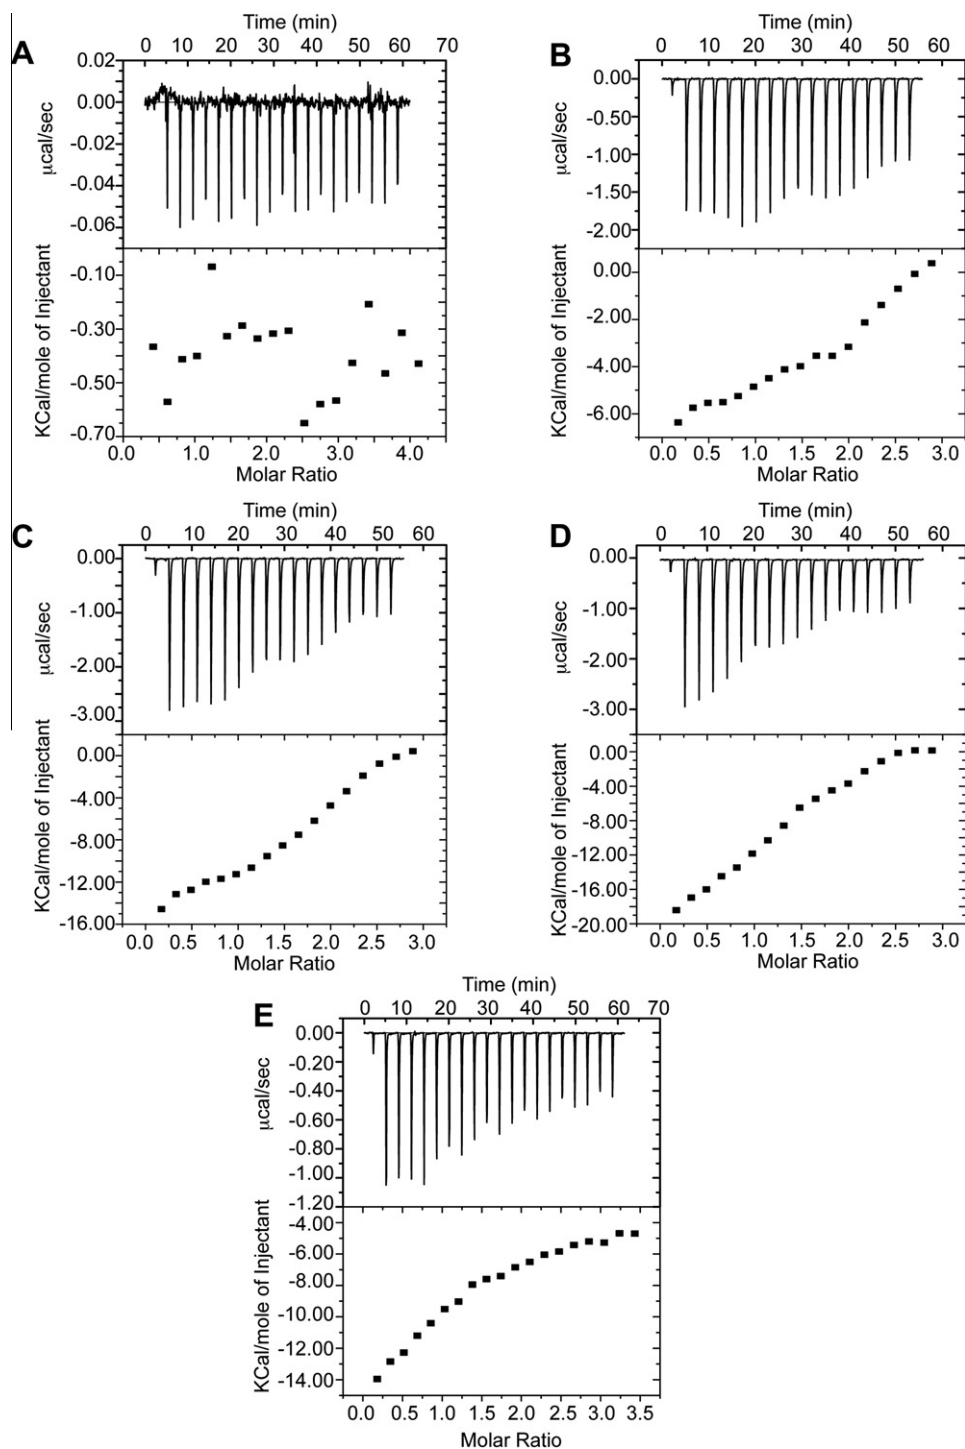 A
Time (min)
0 10 20 30 40 50 60 70
0.02
0.00
-0.02
-0.04
-0.06
µcal/sec
-0.10
-0.30
-0.50
-0.70
KCal/mole of Injectant
0.0 1.0 2.0 3.0 4.0
Molar Ratio
B
Time (min)
0 10 20 30 40 50 60
0.00
-0.50
-1.00
-1.50
-2.00
µcal/sec
0.00
-2.00
-4.00
-6.00
KCal/mole of Injectant
0.0 0.5 1.0 1.5 2.0 2.5 3.0
Molar Ratio
C
Time (min)
0 10 20 30 40 50 60
0.00
-1.00
-2.00
-3.00
µcal/sec
0.00
-4.00
-8.00
-12.00
-16.00
KCal/mole of Injectant
0.0 0.5 1.0 1.5 2.0 2.5 3.0
Molar Ratio
D
Time (min)
0 10 20 30 40 50 60
0.00
-1.00
-2.00
-3.00
µcal/sec
0.00
-4.00
-8.00
-12.00
-16.00
-20.00
KCal/mole of Injectant
0.0 0.5 1.0 1.5 2.0 2.5 3.0
Molar Ratio
E
Time (min)
0 10 20 30 40 50 60 70
0.00
-0.20
-0.40
-0.60
-0.80
-1.00
-1.20
µcal/sec
-4.00
-6.00
-8.00
-10.00
-12.00
-14.00
KCal/mole of Injectant
0.0 0.5 1.0 1.5 2.0 2.5 3.0 3.5
Molar Ratio